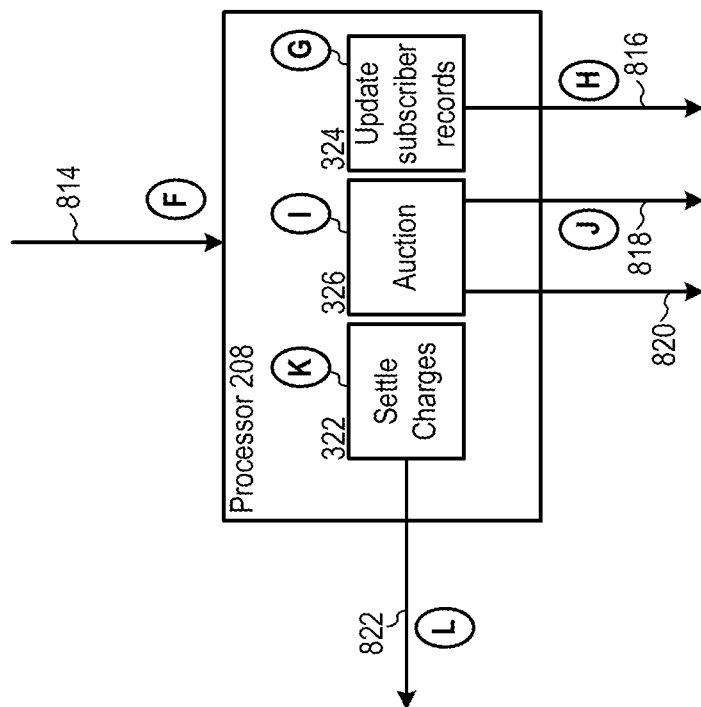 814
F
Processor 208
K
322
Settle
Charges
I
326
Auction
G
324
Update
subscriber
records
822
L
820
J
818
H
816